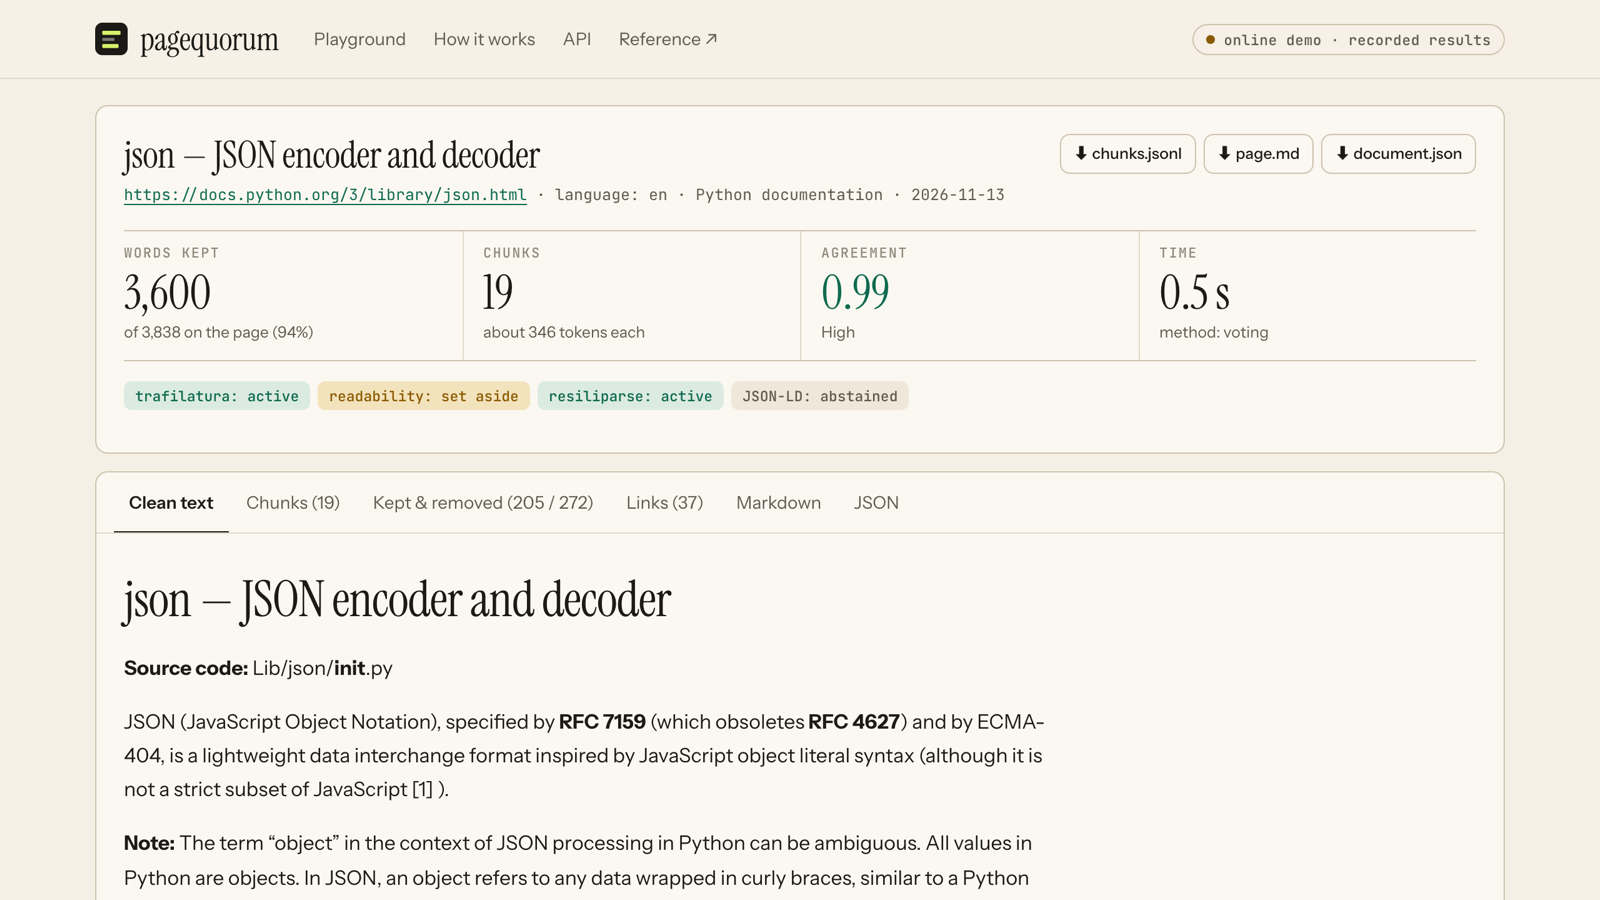 pagequorum
Playground
How it works
API
Reference ↗
online demo · recorded results
json — JSON encoder and decoder
⬇ chunks.jsonl
⬇ page.md
⬇ document.json
https://docs.python.org/3/library/json.html · language: en · Python documentation · 2026-11-13
WORDS KEPT
3,600
of 3,838 on the page (94%)
CHUNKS
19
about 346 tokens each
AGREEMENT
0.99
High
TIME
0.5 s
method: voting
trafilatura: active
readability: set aside
resiliparse: active
JSON-LD: abstained
Clean text
Chunks (19)
Kept & removed (205 / 272)
Links (37)
Markdown
JSON
json — JSON encoder and decoder
Source code: Lib/json/init.py
JSON (JavaScript Object Notation), specified by RFC 7159 (which obsoletes RFC 4627) and by ECMA-
404, is a lightweight data interchange format inspired by JavaScript object literal syntax (although it is
not a strict subset of JavaScript [1] ).
Note: The term “object” in the context of JSON processing in Python can be ambiguous. All values in
Python are objects. In JSON, an object refers to any data wrapped in curly braces, similar to a Python